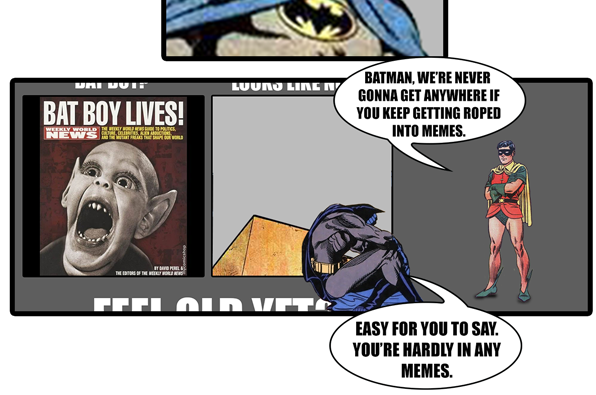 BAT BOY?
LOOKS LIKE N
BATMAN, WE'RE NEVER
GONNA GET ANYWHERE IF
YOU KEEP GETTING ROPED
INTO MEMES.
BAT BOY LIVES!
WEEKLY WORLD
NEWS
THE WEEKLY WORLD NEWS GUIDE TO POLITICS,
CULTURE, CELEBRITIES, ALIEN ABDUCTIONS,
AND THE MUTANT FREAKS THAT SHAPE OUR WORLD
BY DAVID PEREL &
THE EDITORS OF THE WEEKLY WORLD NEWS
FEEL OLD YET?
EASY FOR YOU TO SAY.
YOU'RE HARDLY IN ANY
MEMES.